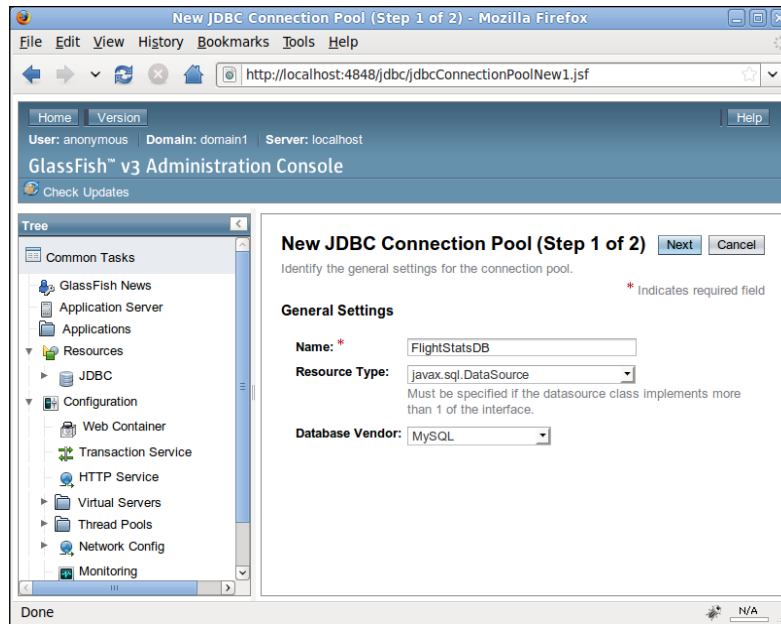 New JDBC Connection Pool (Step 1 of 2) - Mozilla Firefox
File Edit View History Bookmarks Tools Help
http://localhost:4848/jdbc/jdbcConnectionPoolNew1.jsf
Home Version Help
User: anonymous Domain: domain1 Server: localhost
GlassFish™ v3 Administration Console
Check Updates
Tree
Common Tasks
GlassFish News
Application Server
Applications
Resources
JDBC
Configuration
Web Container
Transaction Service
HTTP Service
Virtual Servers
Thread Pools
Network Config
Monitoring
New JDBC Connection Pool (Step 1 of 2) Next Cancel
Identify the general settings for the connection pool.
* Indicates required field
General Settings
Name: * FlightStatsDB
Resource Type: javax.sql.DataSource
Must be specified if the datasource class implements more
than 1 of the interface.
Database Vendor: MySQL
Done N/A